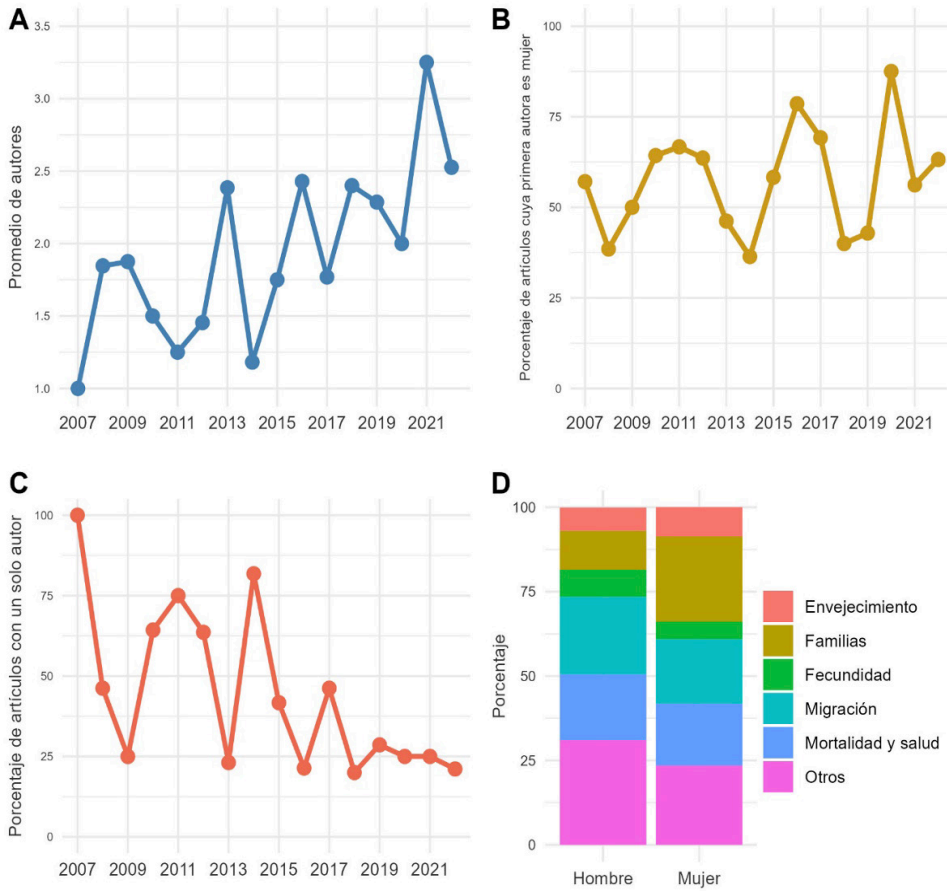 A
Promedio de autores
3.5
3.0
2.5
2.0
1.5
1.0
2007 2009 2011 2013 2015 2017 2019 2021
B
Porcentaje de artículos cuya primera autora es mujer
100
75
50
25
0
2007 2009 2011 2013 2015 2017 2019 2021
C
Porcentaje de artículos con un solo autor
100
75
50
25
0
2007 2009 2011 2013 2015 2017 2019 2021
D
Porcentaje
100
75
50
25
0
Hombre Mujer
Envejecimiento
Familias
Fecundidad
Migración
Mortalidad y salud
Otros